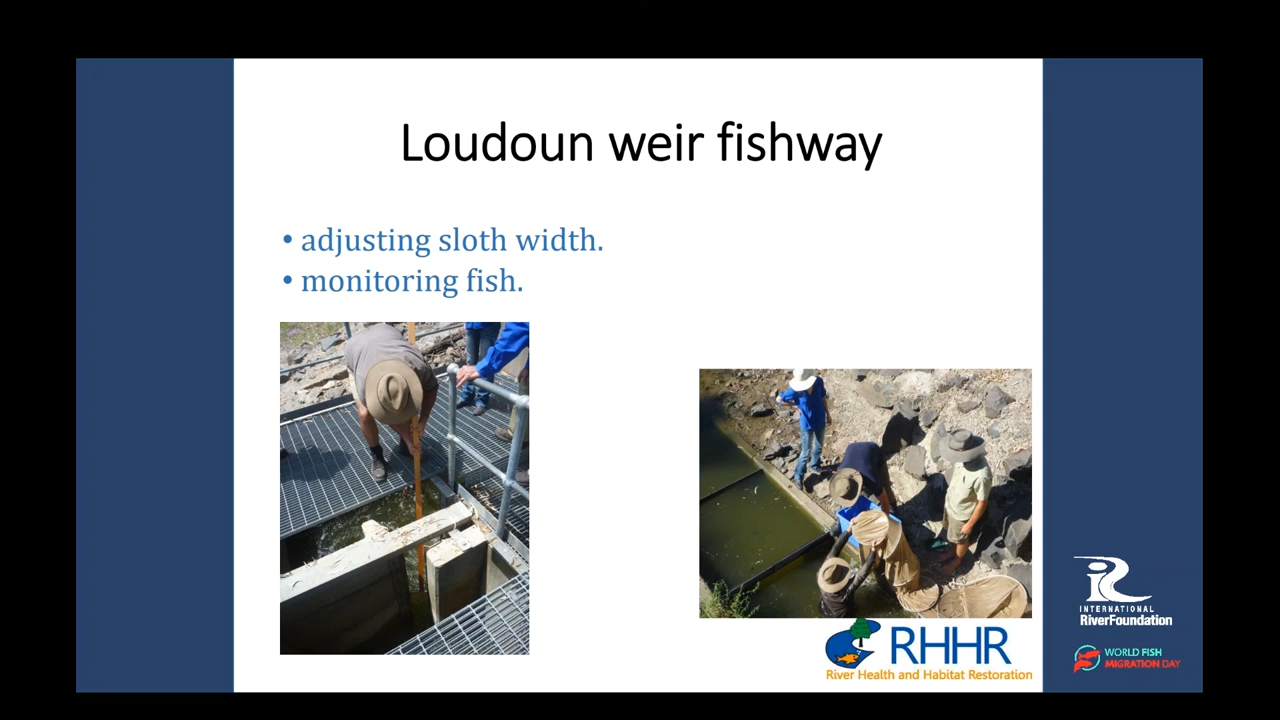 Loudoun weir fishway
• adjusting sloth width.
• monitoring fish.
RHHR
River Health and Habitat Restoration
INTERNATIONAL
RiverFoundation
WORLD FISH
MIGRATION DAY